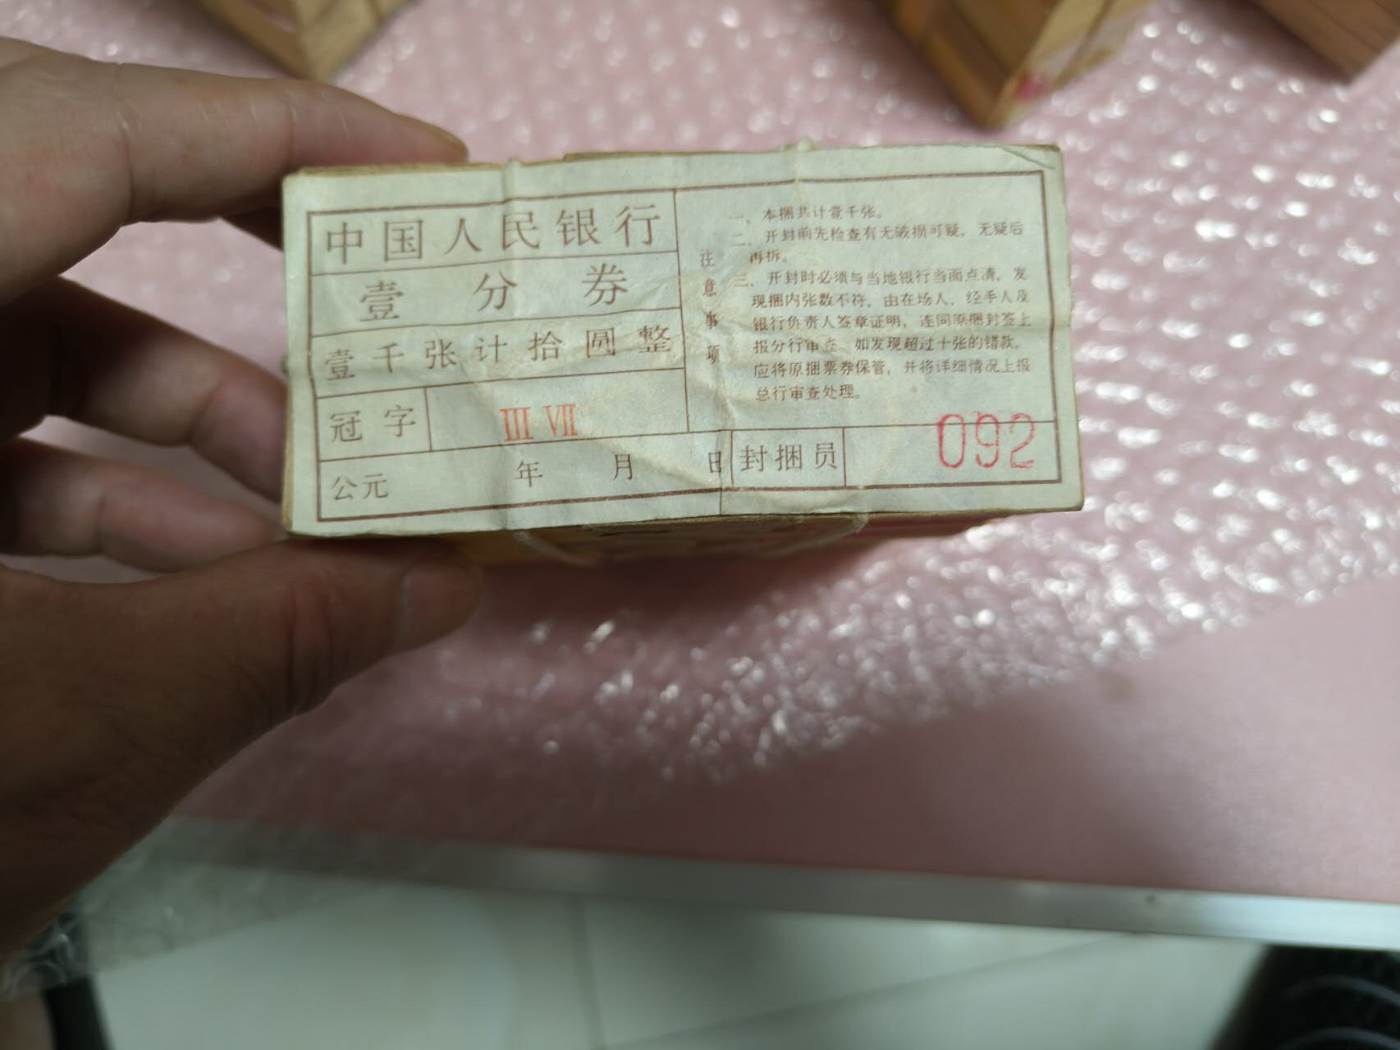 中国人民银行
壹分券
壹千张计拾圆整
冠字 Ⅲ Ⅶ
公元 年 月 日
注意事项
一、本捆共计壹千张。
二、开封前先检查有无破损可疑，无疑后
再拆。
三、开封时必须与当地银行当面点清，发
现捆内张数不符，由在场人，经手人及
银行负责人签章证明，连同原捆封签上
报分行审查。如发现超过十张的错款，
应将原捆票券保管，并将详细情况上报
总行审查处理。
封捆员 092